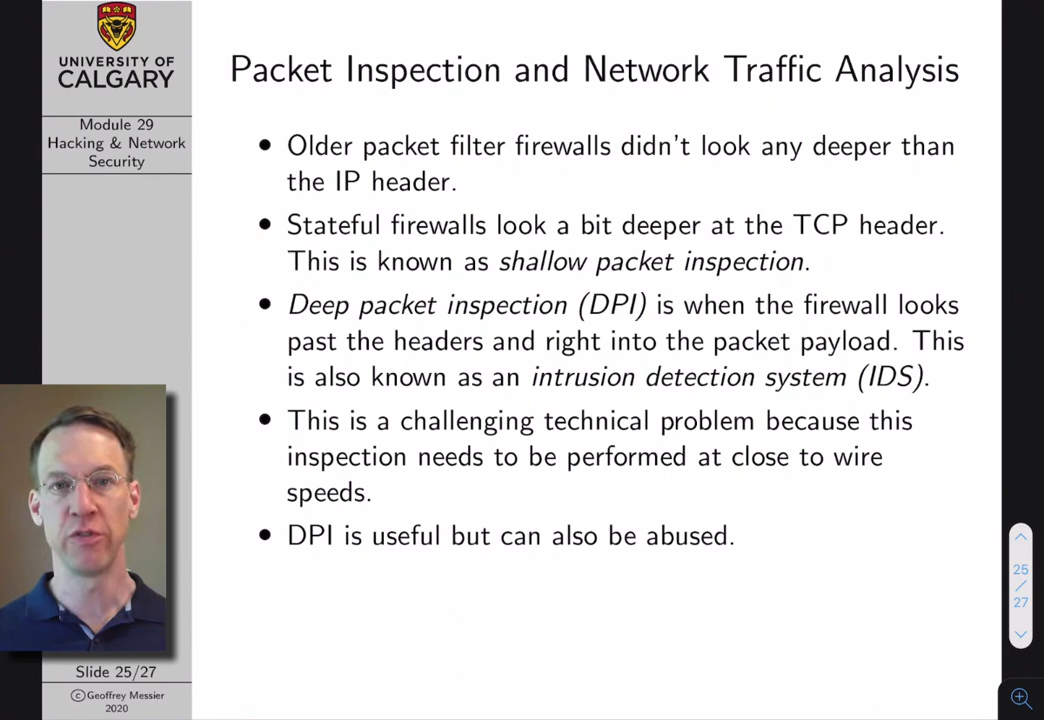 UNIVERSITY OF
CALGARY
Module 29
Hacking & Network
Security
Packet Inspection and Network Traffic Analysis
• Older packet filter firewalls didn't look any deeper than
the IP header.
• Stateful firewalls look a bit deeper at the TCP header.
This is known as shallow packet inspection.
• Deep packet inspection (DPI) is when the firewall looks
past the headers and right into the packet payload. This
is also known as an intrusion detection system (IDS).
• This is a challenging technical problem because this
inspection needs to be performed at close to wire
speeds.
• DPI is useful but can also be abused.
25
/
27
Slide 25/27
©Geoffrey Messier
2020